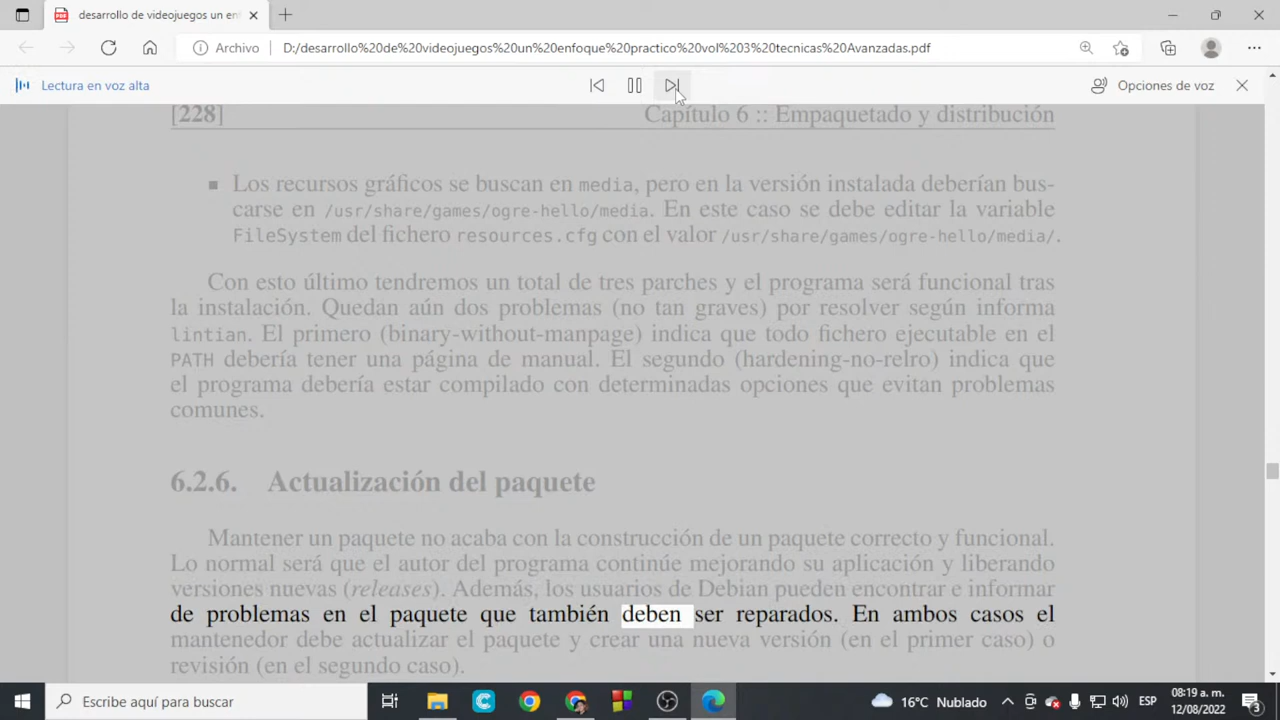 desarrollo de videojuegos un en
Archivo
D:/desarrollo%20de%20videojuegos%20un%20enfoque%20practico%20vol%203%20tecnicas%20Avanzadas.pdf
Lectura en voz alta
Opciones de voz
[228] Capítulo 6 :: Empaquetado y distribución
Los recursos gráficos se buscan en media, pero en la versión instalada deberían bus-
carse en /usr/share/games/ogre-hello/media. En este caso se debe editar la variable
FileSystem del fichero resources.cfg con el valor /usr/share/games/ogre-hello/media/.
Con esto último tendremos un total de tres parches y el programa será funcional tras
la instalación. Quedan aún dos problemas (no tan graves) por resolver según informa
lintian. El primero (binary-without-manpage) indica que todo fichero ejecutable en el
PATH debería tener una página de manual. El segundo (hardening-no-relro) indica que
el programa debería estar compilado con determinadas opciones que evitan problemas
comunes.
6.2.6. Actualización del paquete
Mantener un paquete no acaba con la construcción de un paquete correcto y funcional.
Lo normal será que el autor del programa continúe mejorando su aplicación y liberando
versiones nuevas (releases). Además, los usuarios de Debian pueden encontrar e informar
de problemas en el paquete que también deben ser reparados. En ambos casos el
mantenedor debe actualizar el paquete y crear una nueva versión (en el primer caso) o
revisión (en el segundo caso).
Escribe aquí para buscar
16°C Nublado
ESP
08:19 a. m.
12/08/2022
3